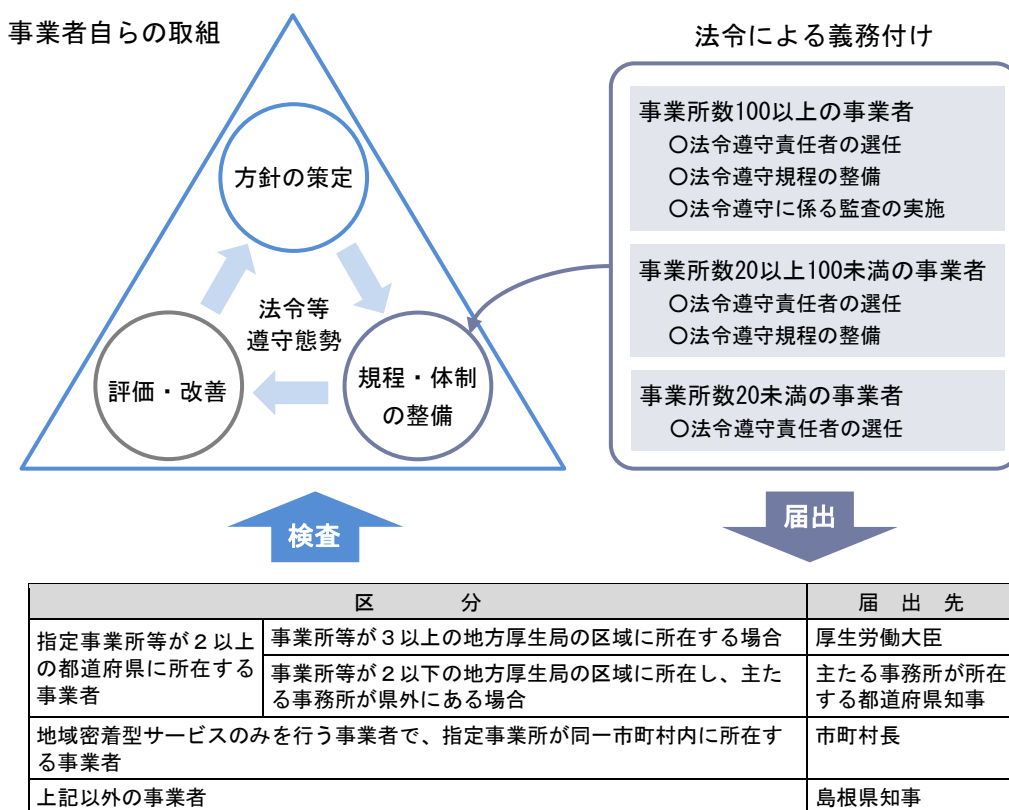 事業者自らの取組
方針の策定
法令等
遵守態勢
評価・改善
規程・体制
の整備
法令による義務付け
事業所数100以上の事業者
○法令遵守責任者の選任
○法令遵守規程の整備
○法令遵守に係る監査の実施
事業所数20以上100未満の事業者
○法令遵守責任者の選任
○法令遵守規程の整備
事業所数20未満の事業者
○法令遵守責任者の選任
検査
届出
区　　　分
届　出　先
指定事業所等が２以上
の都道府県に所在する
事業者
事業所等が３以上の地方厚生局の区域に所在する場合
厚生労働大臣
事業所等が２以下の地方厚生局の区域に所在し、主た
る事務所が県外にある場合
主たる事務所が所在
する都道府県知事
地域密着型サービスのみを行う事業者で、指定事業所が同一市町村内に所在す
る事業者
市町村長
上記以外の事業者
島根県知事